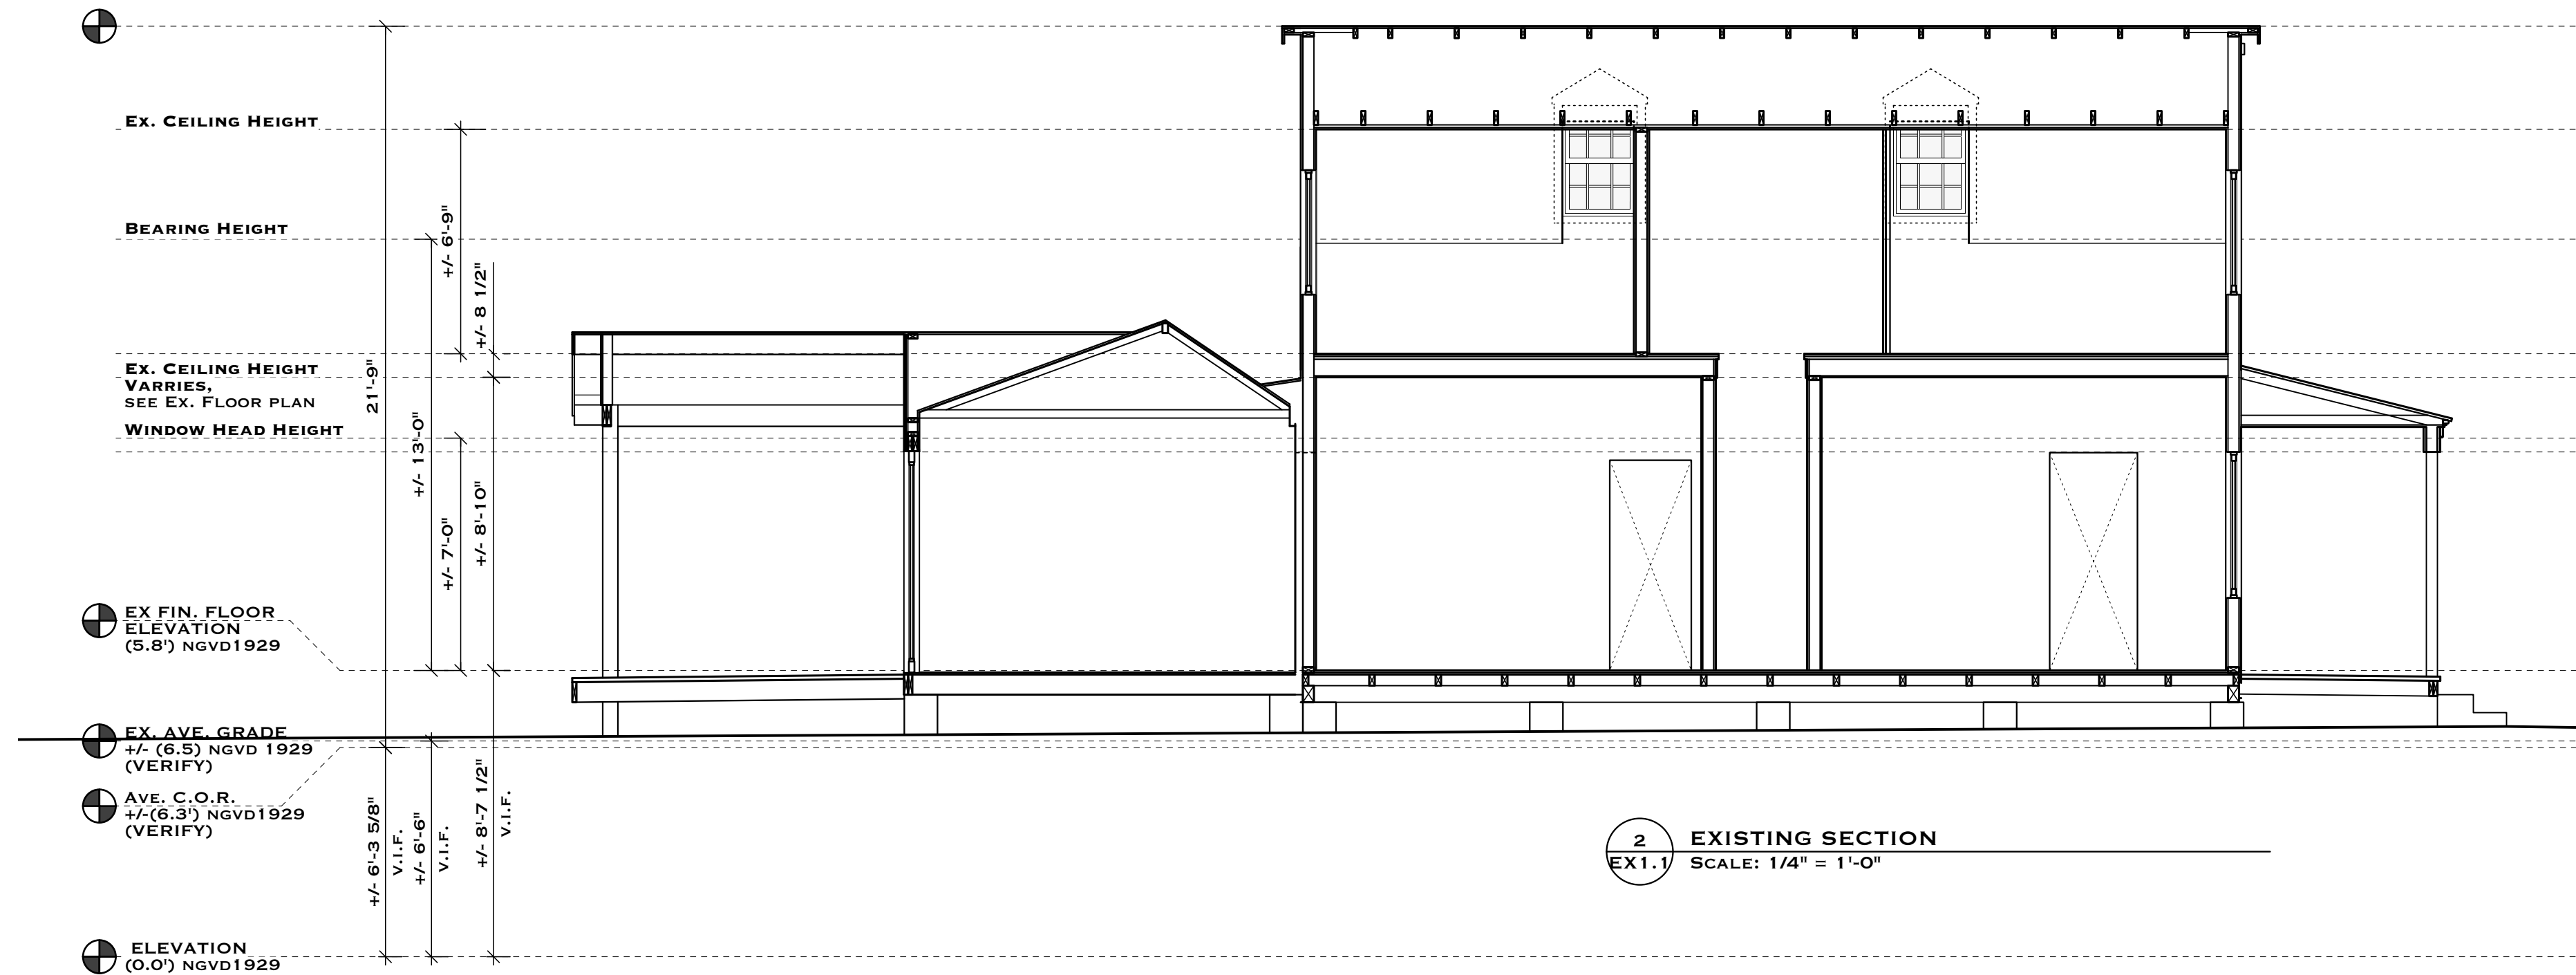 Ex. Ceiling Height
Bearing Height
Ex. Ceiling Height
Varries,
see Ex. Floor plan
Window Head Height
EX FIN. FLOOR
ELEVATION
(5.8') NGVD1929
EX. AVE. GRADE
+/- (6.5) NGVD 1929
(VERIFY)
Ave. C.O.R.
+/-(6.3') NGVD1929
(VERIFY)
ELEVATION
(0.0') NGVD1929
21'-9"
+/- 13'-0"
+/- 6'-9"
+/- 7'-0"
+/- 8 1/2"
+/- 8'-10"
+/- 6'-3 5/8"
V.I.F.
+/- 6'-6"
V.I.F.
+/- 8'-7 1/2"
V.I.F.
2
EX1.1
EXISTING SECTION
Scale: 1/4" = 1'-0"